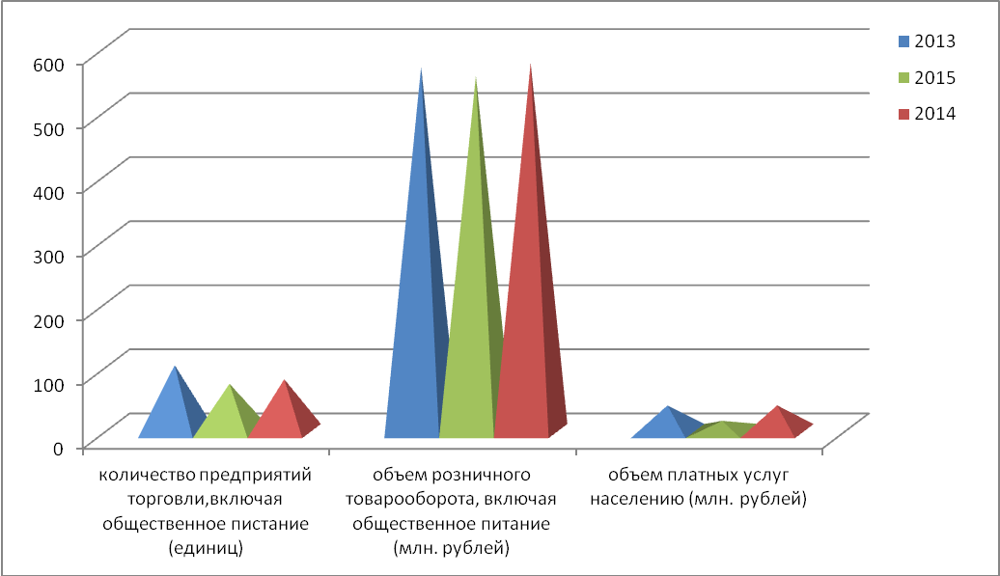 600
500
400
300
200
100
0
количество предприятий
торговли,включая
общественное пистание
(единиц)
объем розничного
товарооборота, включая
общественное питание
(млн. рублей)
объем платных услуг
населению (млн. рублей)
2013
2015
2014